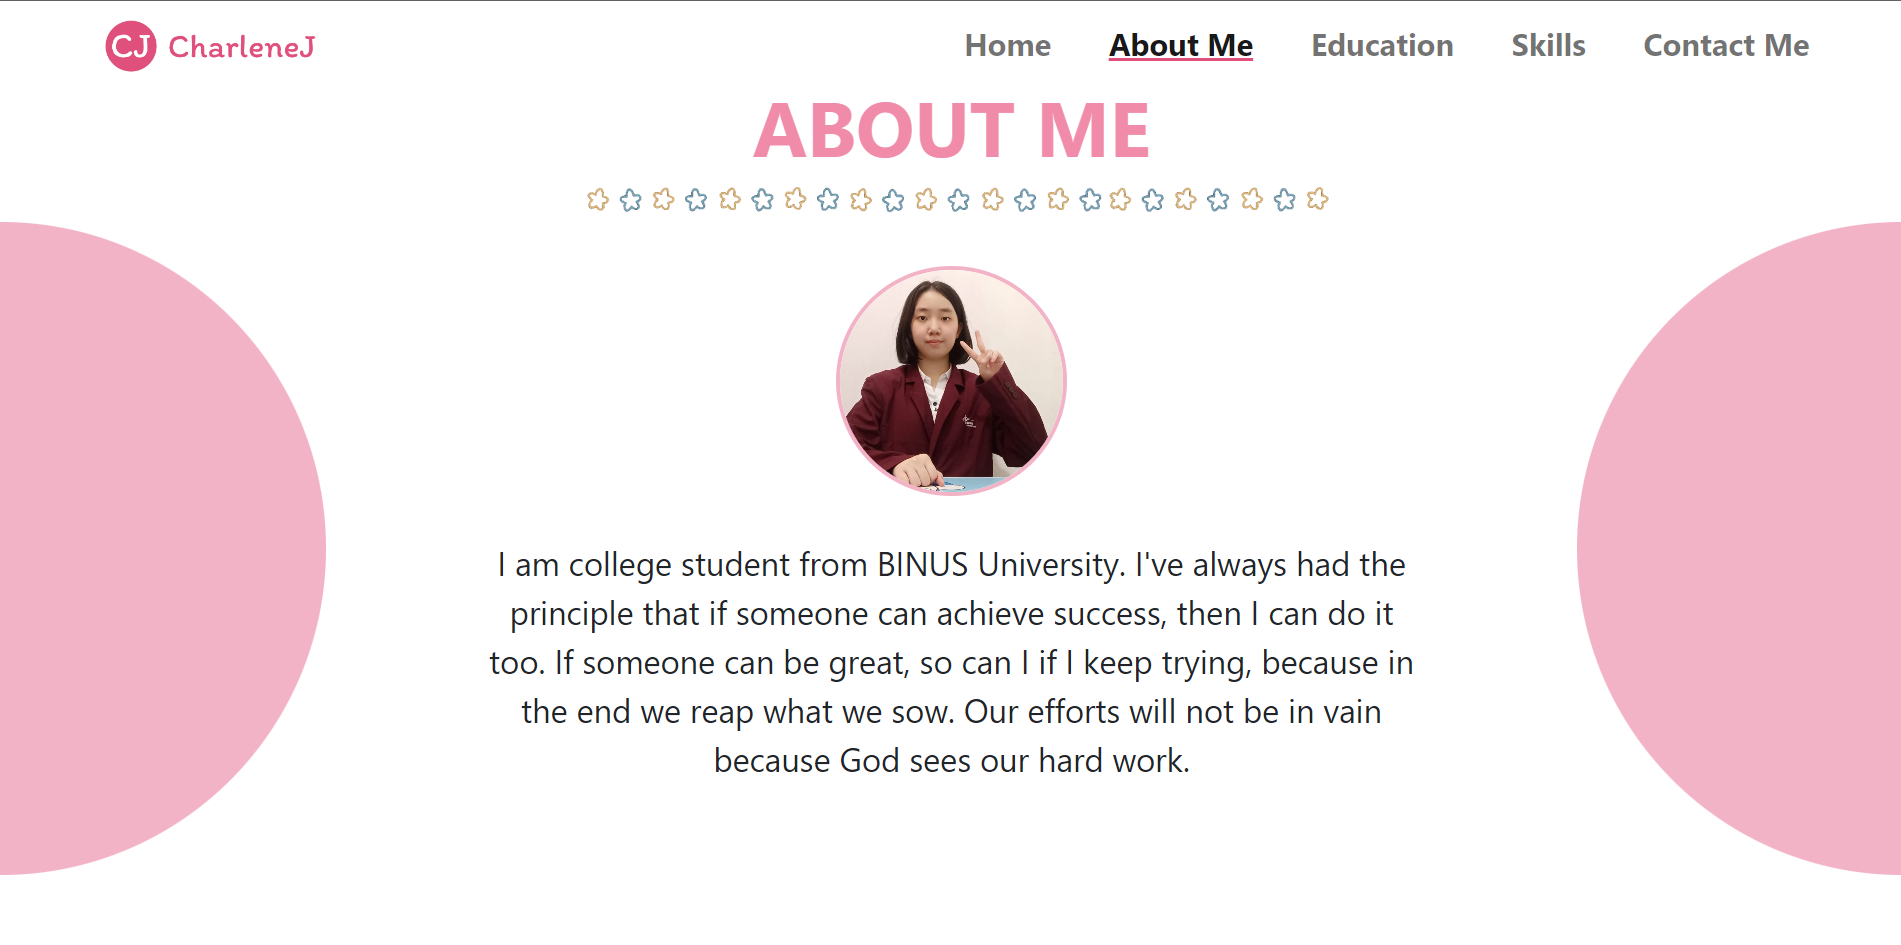 CJ CharleneJ Home About Me Education Skills Contact Me
ABOUT ME
I am college student from BINUS University. I've always had the
principle that if someone can achieve success, then I can do it
too. If someone can be great, so can I if I keep trying, because in
the end we reap what we sow. Our efforts will not be in vain
because God sees our hard work.